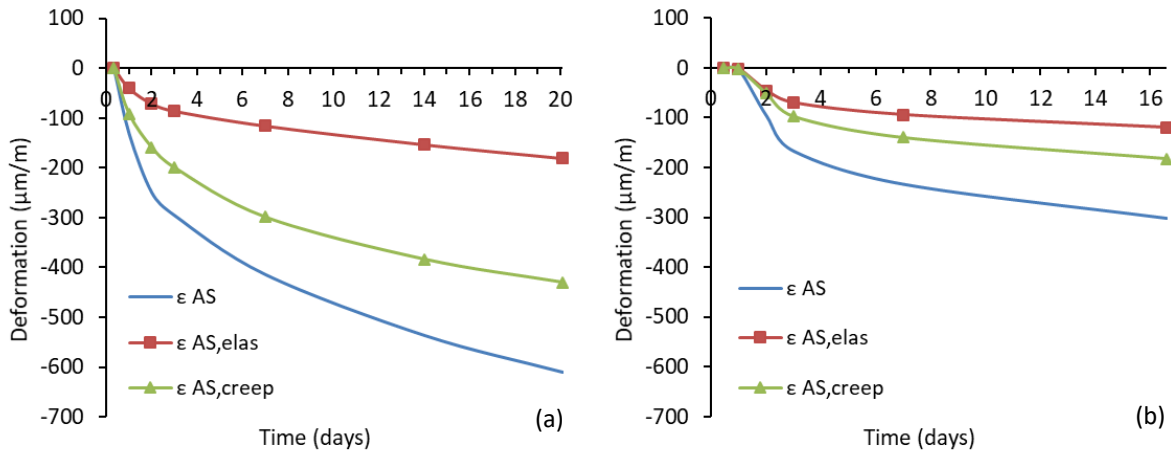 100
0
-100
-200
-300
-400
-500
-600
-700
0 2 4 6 8 10 12 14 16 18 20
Deformation (μm/m)
ε AS
ε AS,elas
ε AS,creep
Time (days)
(a)
100
0
-100
-200
-300
-400
-500
-600
-700
0 2 4 6 8 10 12 14 16
Deformation (μm/m)
ε AS
ε AS,elas
ε AS,creep
Time (days)
(b)